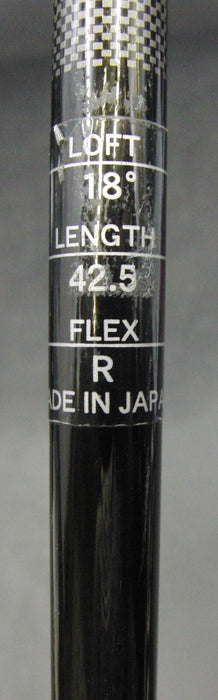 LOFT
18°
LENGTH
42.5
FLEX
R
ADE IN JAPA